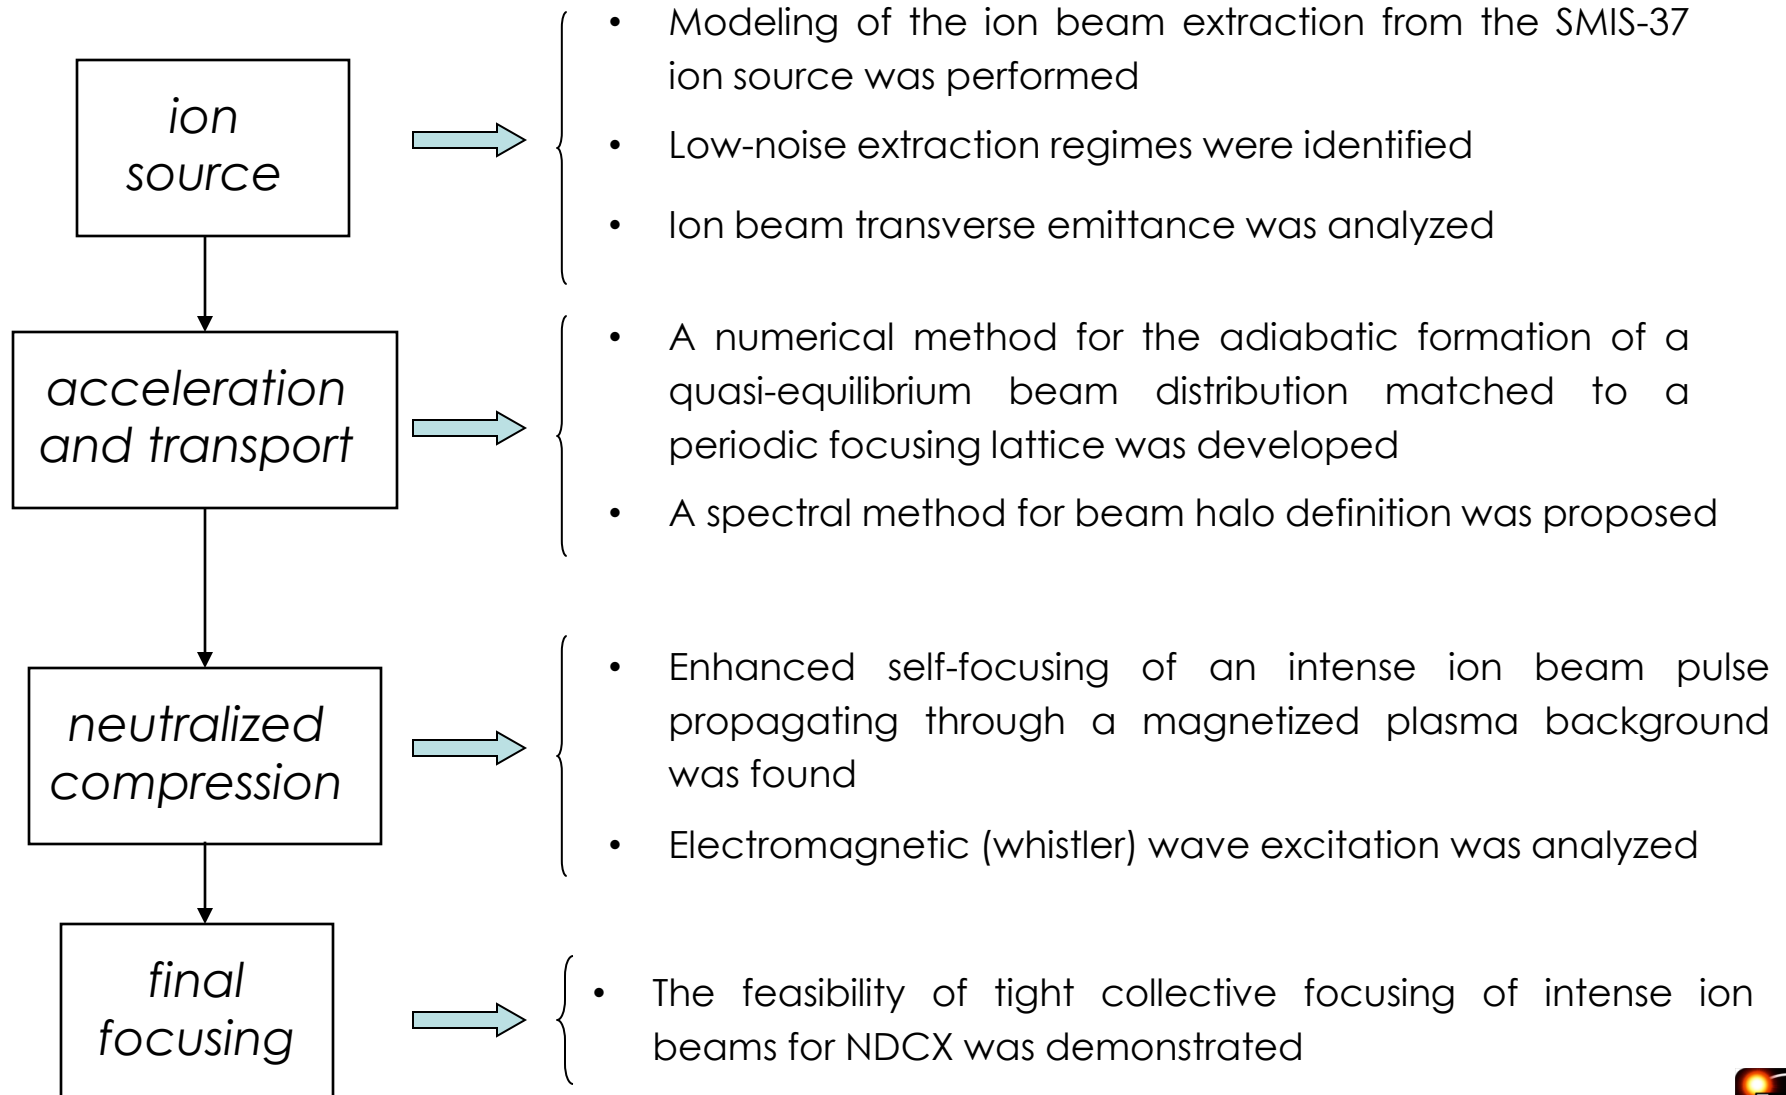 ion
source
• Modeling of the ion beam extraction from the SMIS-37
ion source was performed
• Low-noise extraction regimes were identified
• Ion beam transverse emittance was analyzed
acceleration
and transport
• A numerical method for the adiabatic formation of a
quasi-equilibrium beam distribution matched to a
periodic focusing lattice was developed
• A spectral method for beam halo definition was proposed
neutralized
compression
• Enhanced self-focusing of an intense ion beam pulse
propagating through a magnetized plasma background
was found
• Electromagnetic (whistler) wave excitation was analyzed
final
focusing
• The feasibility of tight collective focusing of intense ion
beams for NDCX was demonstrated